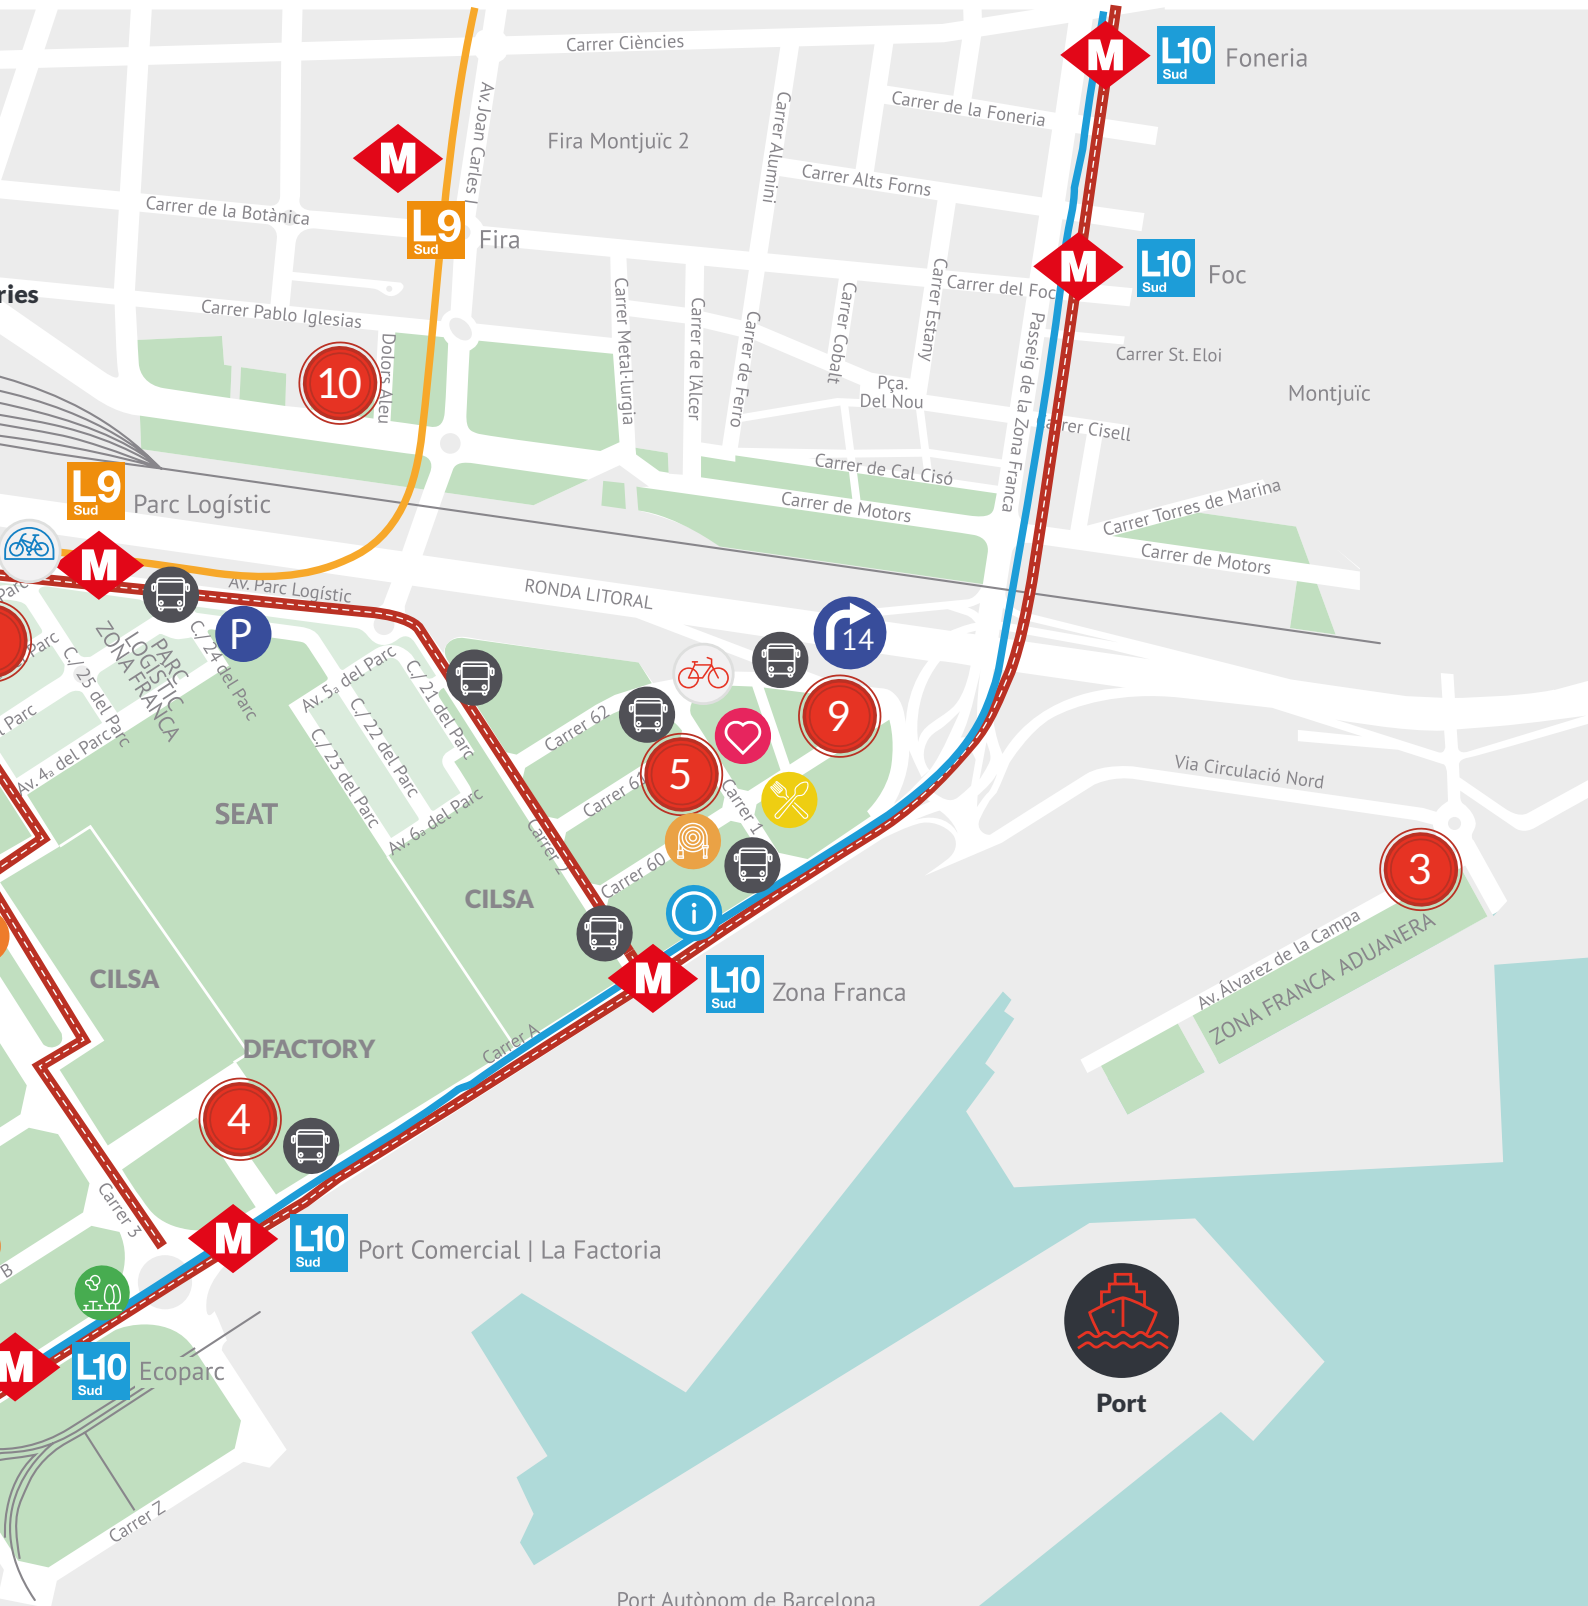 Carrer Ciències
M
L10
Sud
Foneria
Av. Joan Carles I
Carrer Alumini
Carrer de la Foneria
Fira Montjuïc 2
M
Carrer Alts Forns
Carrer de la Botànica
L9
Sud
Fira
M
L10
Sud
Foc
Carrer del Foc
Carrer Estany
Carrer Cobalt
Carrer Metal·lurgia
Carrer de l'Alcer
Carrer de Ferro
Passeig de la Zona Franca
ries
Carrer Pablo Iglesias
Dolors Aleu
Carrer St. Eloi
10
Pça.
Del Nou
Montjuïc
Cisell
Carrer de Cal Cisó
L9
Sud
Parc Logístic
Carrer de Motors
Carrer Torres de Marina
Carrer de Motors
M
Av. Parc Logístic
RONDA LITORAL
Parc
Parc
P
14
PARC
LOGÍSTIC
ZONA FRANCA
C./ 24 del Parc
C./ 25 del Parc
Av. 5a del Parc
C./ 21 del Parc
C./ 22 del Parc
C./ 23 del Parc
Parc
Av. 4a del Parc
Av. 6a del Parc
Carrer 62
9
5
Carrer 1
Via Circulació Nord
SEAT
Carrer 2
Carrer 60
3
CILSA
Av. Álvarez de la Campa
ZONA FRANCA ADUANERA
CILSA
M
L10
Sud
Zona Franca
DFACTORY
Carrer A
4
Carrer 3
M
L10
Sud
Port Comercial | La Factoria
B
M
L10
Sud
Ecoparc
Port
Carrer Z
Port Autònom de Barcelona